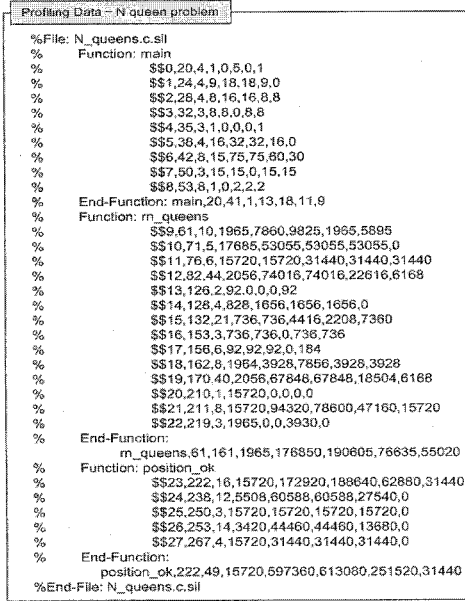 Profiling Data – N queen problem
%File: N_queens.c.sil
% Function: main
% $$0,20,4,1,0,5,0,1
% $$1,24,4,9,18,18,9,0
% $$2,28,4,8,16,16,8,8
% $$3,32,3,8,8,0,8,8
% $$4,35,3,1,0,0,0,1
% $$5,38,4,16,32,32,16,0
% $$6,42,8,15,75,75,60,30
% $$7,50,3,15,15,0,15,15
% $$8,53,8,1,0,2,2,2
% End-Function: main,20,41,1,13,18,11,9
% Function: rn_queens
% $$9,61,10,1965,7860,9825,1965,5895
% $$10,71,5,17685,53055,53055,53055,0
% $$11,76,6,15720,15720,31440,31440,31440
% $$12,82,44,2056,74016,74016,22616,6168
% $$13,126,2,92,0,0,0,92
% $$14,128,4,828,1656,1656,1656,0
% $$15,132,21,736,736,4416,2208,7360
% $$16,153,3,736,736,0,736,736
% $$17,156,6,92,92,92,0,184
% $$18,162,8,1964,3928,7856,3928,3928
% $$19,170,40,2056,67848,67848,18504,6168
% $$20,210,1,15720,0,0,0,0
% $$21,211,8,15720,94320,78600,47160,15720
% $$22,219,3,1965,0,0,3930,0
% End-Function:
rn_queens,61,161,1965,176850,190605,76635,55020
% Function: position_ok
% $$23,222,16,15720,172920,188640,62880,31440
% $$24,238,12,5508,60588,60588,27540,0
% $$25,250,3,15720,15720,15720,15720,0
% $$26,253,14,3420,44460,44460,13680,0
% $$27,267,4,15720,31440,31440,31440,0
% End-Function:
position_ok,222,49,15720,597360,613080,251520,31440
%End-File: N_queens.c.sil